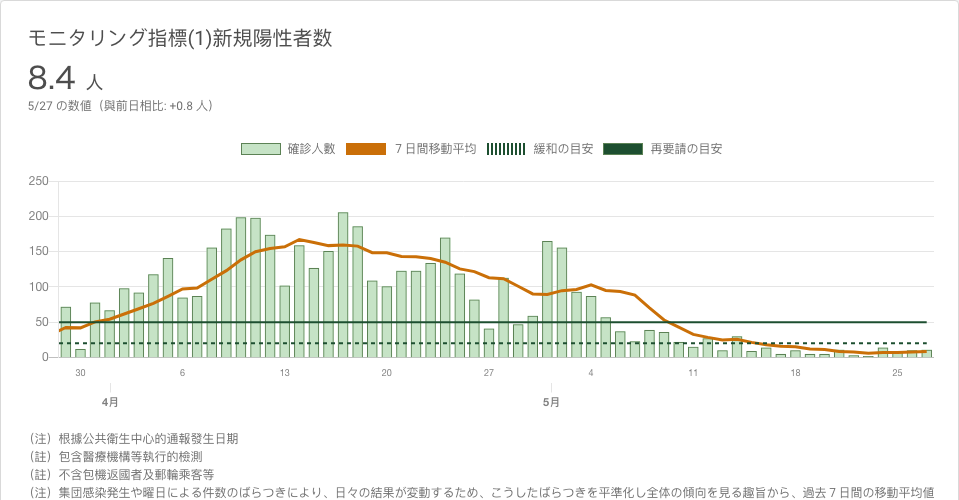 モニタリング指標(1)新規陽性者数
8.4 人
5/27 の数値（與前日相比: +0.8 人）
確診人數 7 日間移動平均 緩和の目安 再要請の目安
250
200
150
100
50
0
30 6 13 20 27 4 11 18 25
4月 5月
（注）根據公共衛生中心的通報發生日期
（註）包含醫療機構等執行的檢測
（註）不含包機返國者及郵輪乘客等
（注）集団感染発生や曜日による件数のばらつきにより、日々の結果が変動するため、こうしたばらつきを平準化し全体の傾向を見る趣旨から、過去７日間の移動平均値